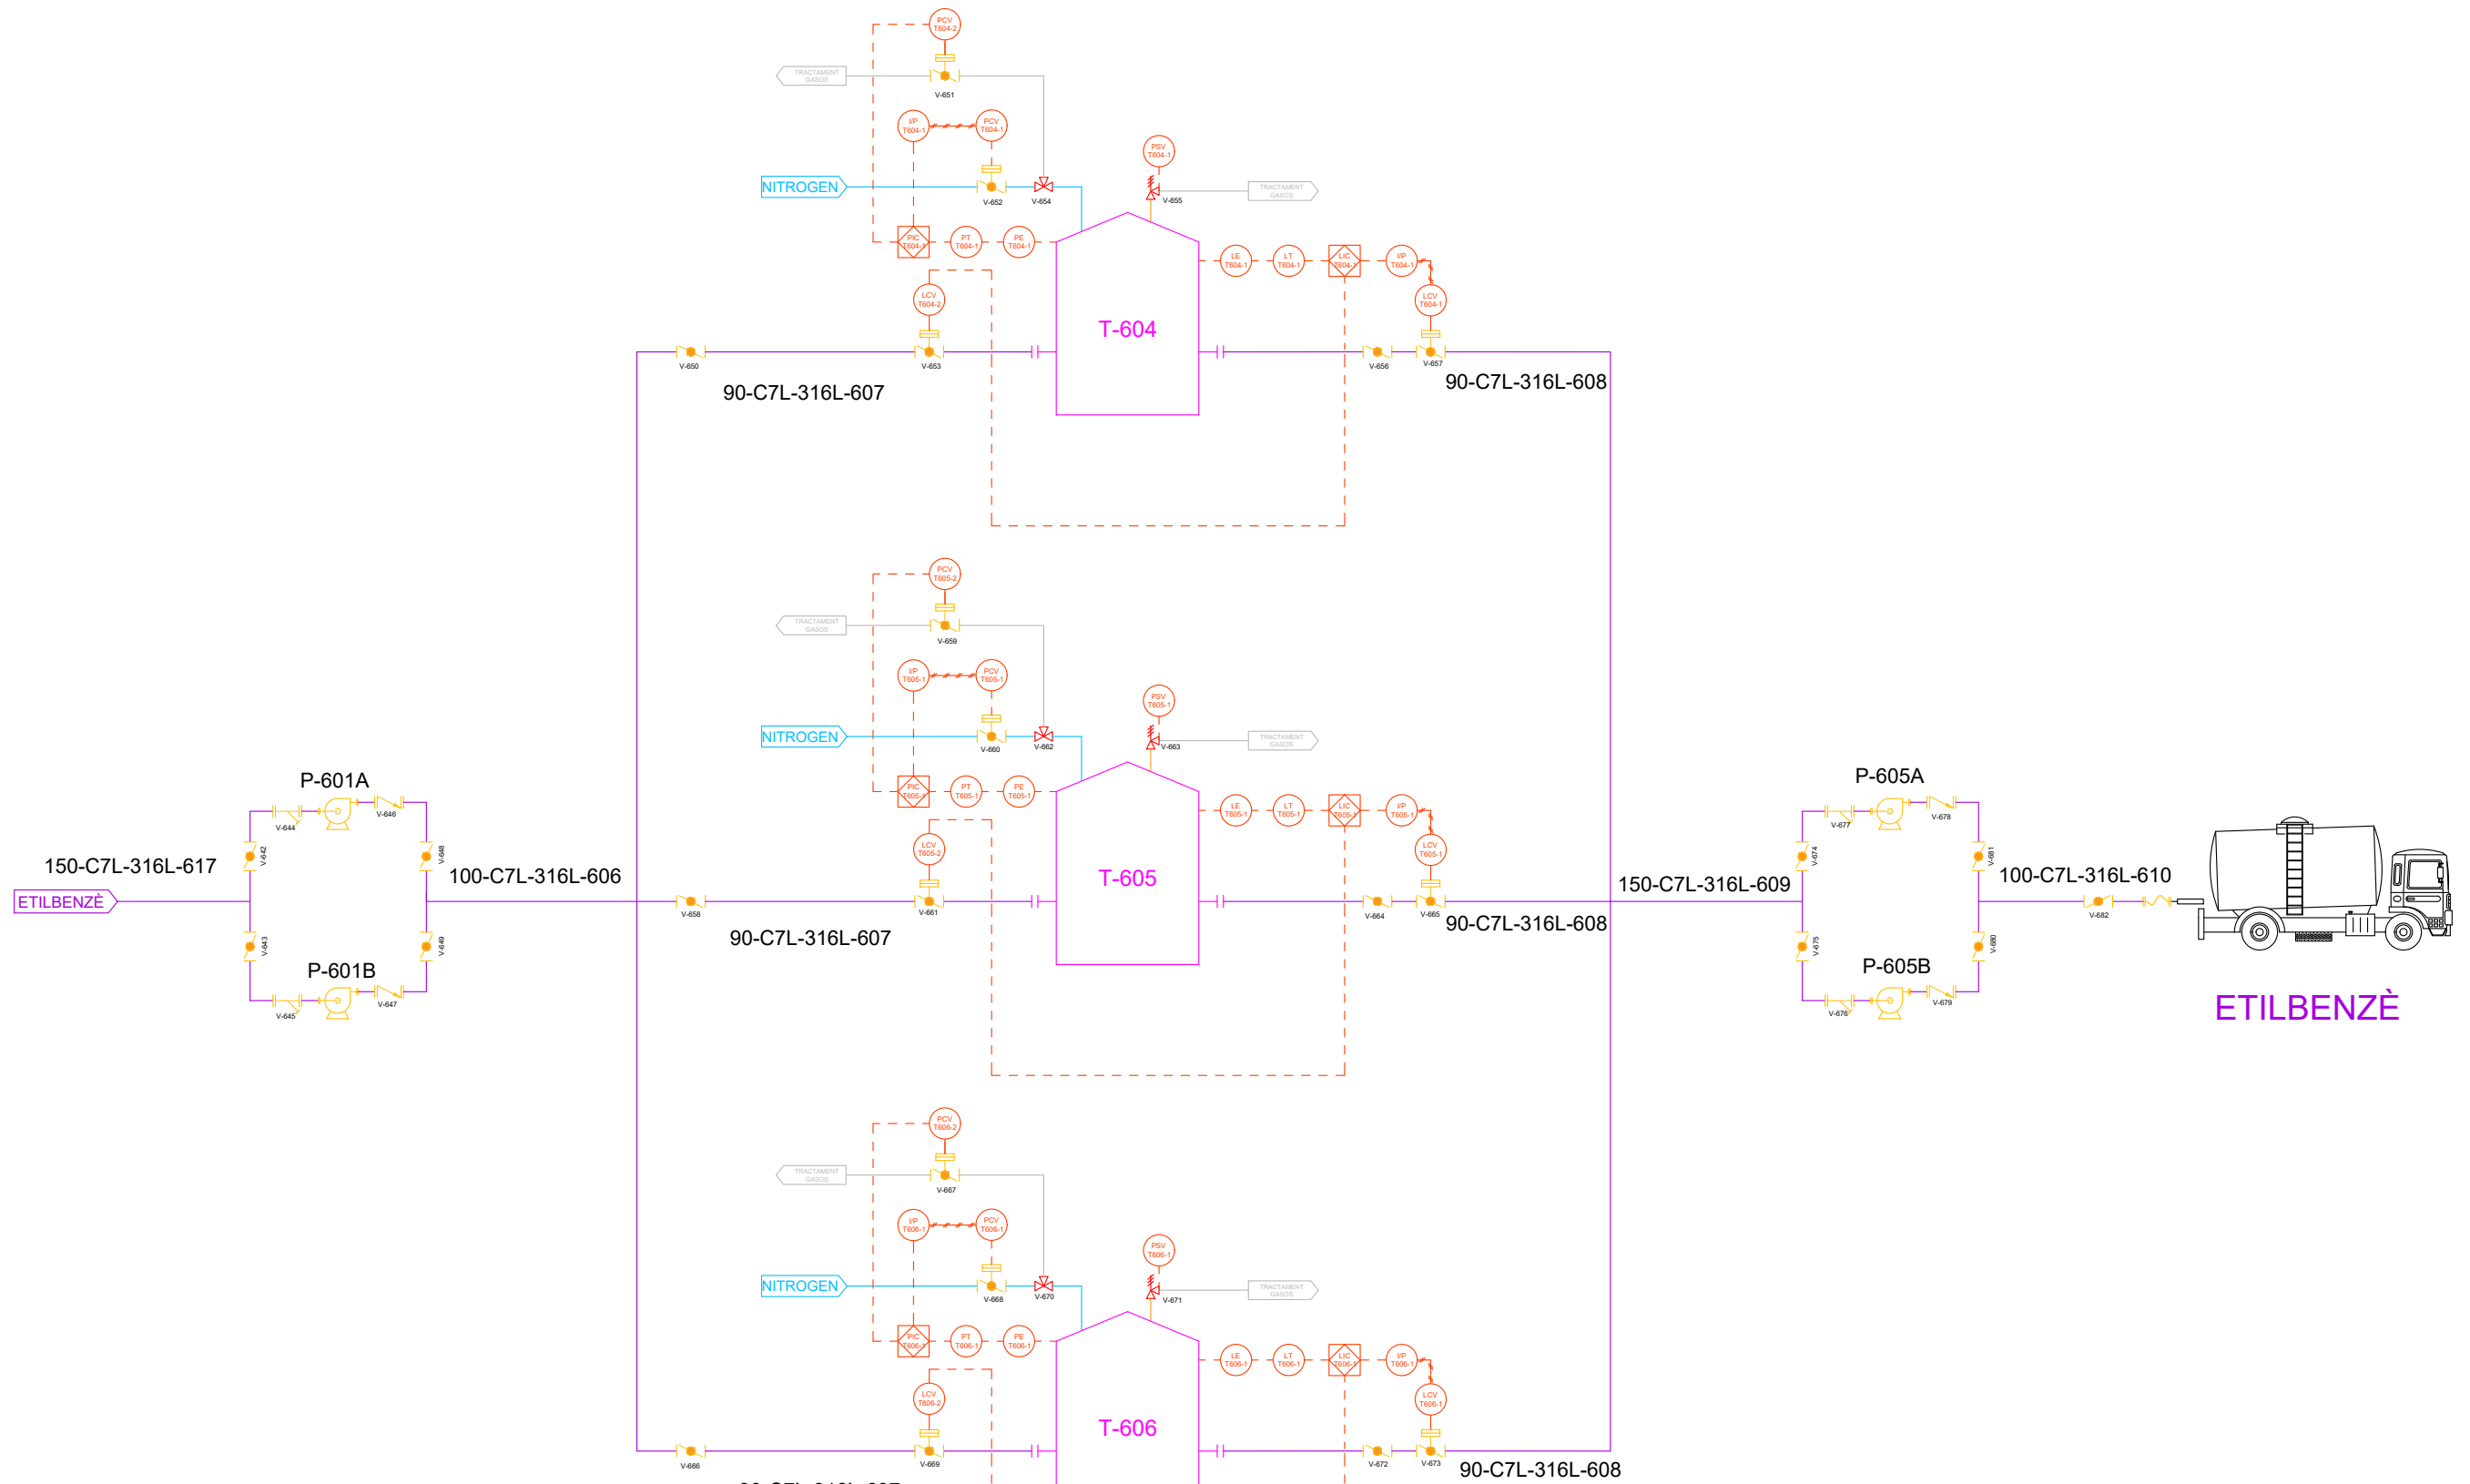 PCV
T604-2
TRACTAMENT
GASOS
V-651
I/P
T604-1
PCV
T604-1
PSV
T604-1
NITROGEN
V-652
V-654
V-655
TRACTAMENT
GASOS
PIC
T604-1
PT
T604-1
PE
T604-1
LE
T604-1
LT
T604-1
LIC
T604-1
I/P
T604-1
LCV
T604-2
LCV
T604-1
T-604
V-650
V-653
V-656
V-657
90-C7L-316L-607
90-C7L-316L-608
PCV
T605-2
TRACTAMENT
GASOS
V-659
I/P
T605-1
PCV
T605-1
PSV
T605-1
NITROGEN
V-660
V-662
V-663
TRACTAMENT
GASOS
PIC
T605-1
PT
T605-1
PE
T605-1
LE
T605-1
LT
T605-1
LIC
T605-1
I/P
T605-1
LCV
T605-2
LCV
T605-1
T-605
V-658
V-661
V-664
V-665
90-C7L-316L-607
90-C7L-316L-608
P-601A
V-644
V-646
V-642
V-648
150-C7L-316L-617
100-C7L-316L-606
ETILBENZÈ
V-643
V-649
P-601B
V-645
V-647
P-605A
V-677
V-678
V-674
V-681
150-C7L-316L-609
100-C7L-316L-610
V-682
V-675
V-680
P-605B
V-676
V-679
ETILBENZÈ
PCV
T606-2
TRACTAMENT
GASOS
V-667
I/P
T606-1
PCV
T606-1
PSV
T606-1
NITROGEN
V-668
V-670
V-671
TRACTAMENT
GASOS
PIC
T606-1
PT
T606-1
PE
T606-1
LE
T606-1
LT
T606-1
LIC
T606-1
I/P
T606-1
LCV
T606-2
LCV
T606-1
T-606
V-666
V-669
V-672
V-673
90-C7L-316L-608